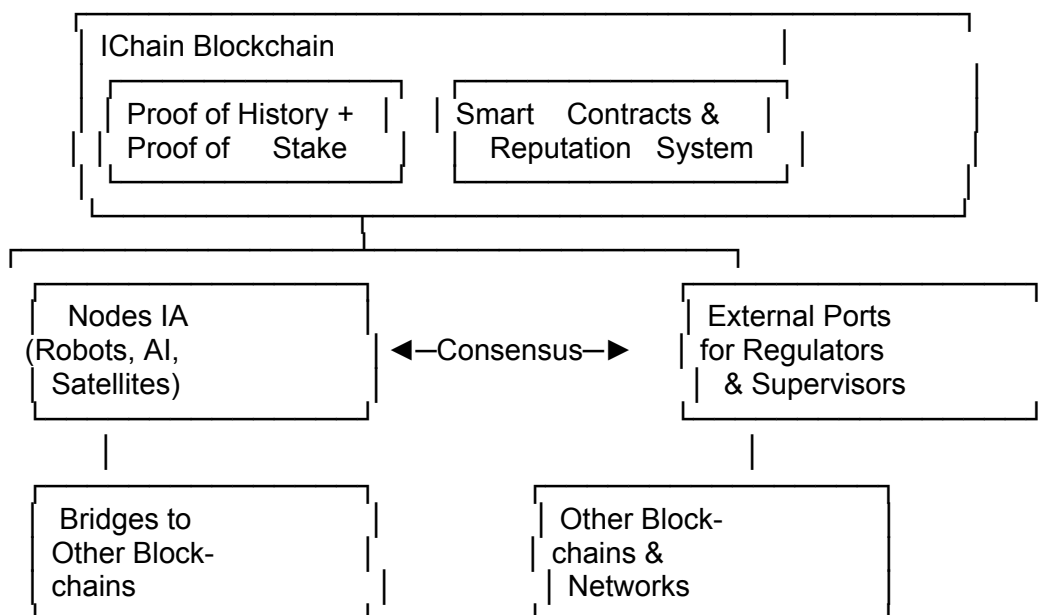 IChain Blockchain
Proof of History +
Proof of Stake
Smart Contracts &
Reputation System
Nodes IA
(Robots, AI,
Satellites)
◄─Consensus─►
External Ports
for Regulators
& Supervisors
Bridges to
Other Block-
chains
Other Block-
chains &
Networks